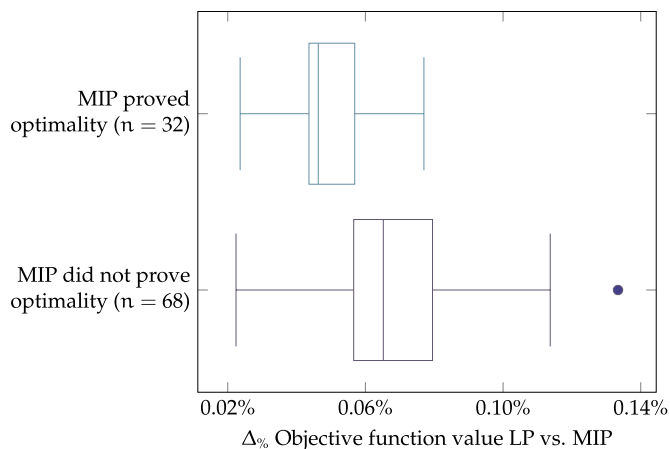 MIP proved
optimality (n = 32)
MIP did not prove
optimality (n = 68)
0.02% 0.06% 0.10% 0.14%
Δ% Objective function value LP vs. MIP